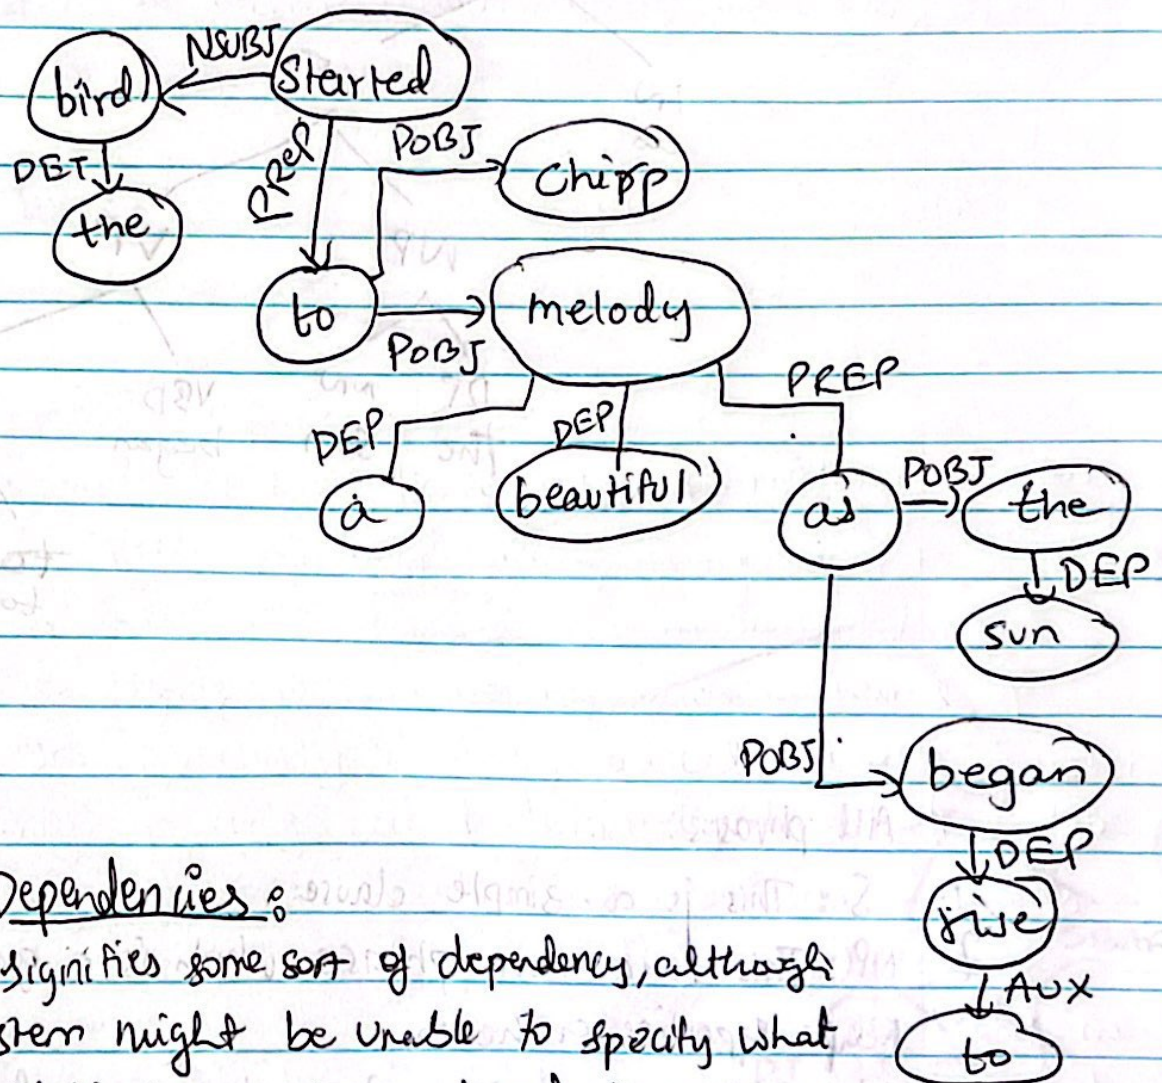 NSUBJ
bird
Started
DET
the
PReP
POBJ
Chipp
to
POBJ
melody
DEP
a
DEP
beautiful
PREP
as
POBJ
the
DEP
sun
POBJ
began
DEP
AUX
to
Dependencies :
signifies some sort of dependency, although
might be unable to specify what